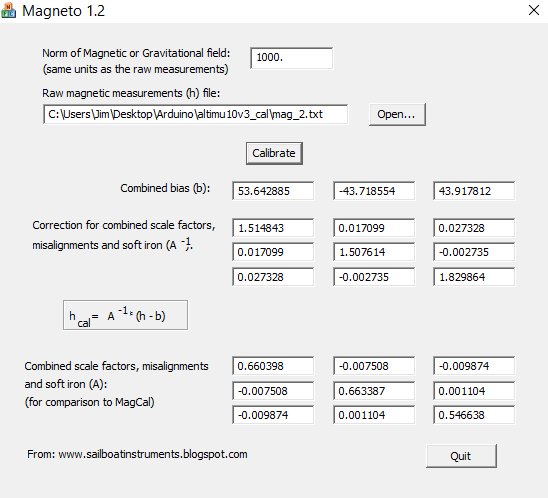 Magneto 1.2
Norm of Magnetic or Gravitational field:
(same units as the raw measurements)
1000.
Raw magnetic measurements (h) file:
C:\Users\Jim\Desktop\Arduino\altimu10v3_cal\mag_2.txt
Open...
Calibrate
Combined bias (b):
53.642885 -43.718554 43.917812
Correction for combined scale factors,
misalignments and soft iron (A -1,.
1.514843 0.017099 0.027328
0.017099 1.507614 -0.002735
0.027328 -0.002735 1.829864
h cal = A -1 * (h - b)
Combined scale factors, misalignments
and soft iron (A):
(for comparison to MagCal)
0.660398 -0.007508 -0.009874
-0.007508 0.663387 0.001104
-0.009874 0.001104 0.546638
From: www.sailboatinstruments.blogspot.com
Quit